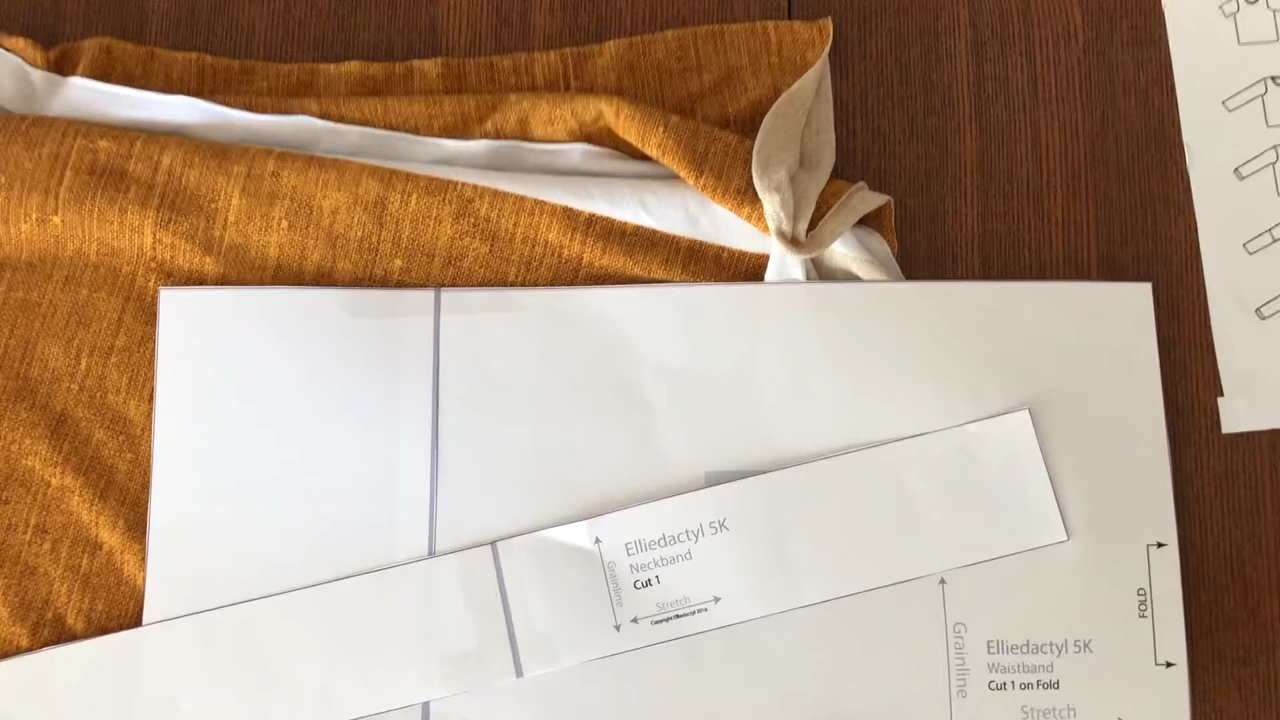 Elliedactyl 5K
Neckband
Cut 1
Grainline
Stretch
Copyright Elliedactyl 2016
FOLD
Grainline
Elliedactyl 5K
Waistband
Cut 1 on Fold
Stretch